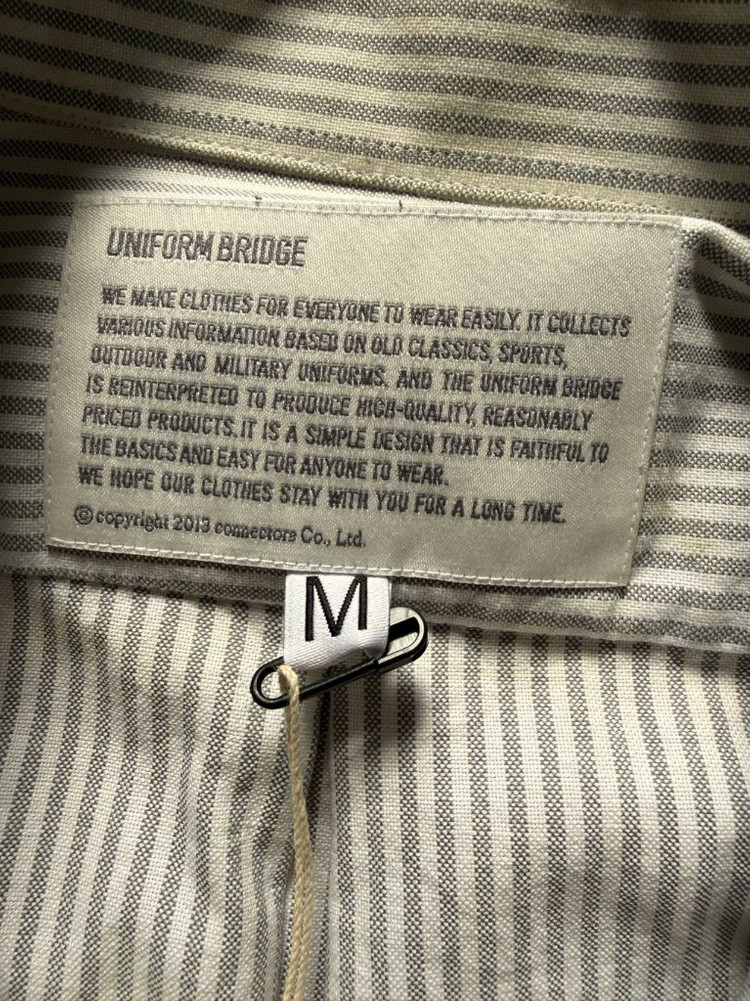 UNIFORM BRIDGE
WE MAKE CLOTHES FOR EVERYONE TO WEAR EASILY. IT COLLECTS
VARIOUS INFORMATION BASED ON OLD CLASSICS, SPORTS,
OUTDOOR AND MILITARY UNIFORMS. AND THE UNIFORM BRIDGE
IS REINTERPRETED TO PRODUCE HIGH-QUALITY, REASONABLY
PRICED PRODUCTS. IT IS A SIMPLE DESIGN THAT IS FAITHFUL TO
THE BASICS AND EASY FOR ANYONE TO WEAR.
WE HOPE OUR CLOTHES STAY WITH YOU FOR A LONG TIME.
© copyright 2013 connectors Co., Ltd.
M